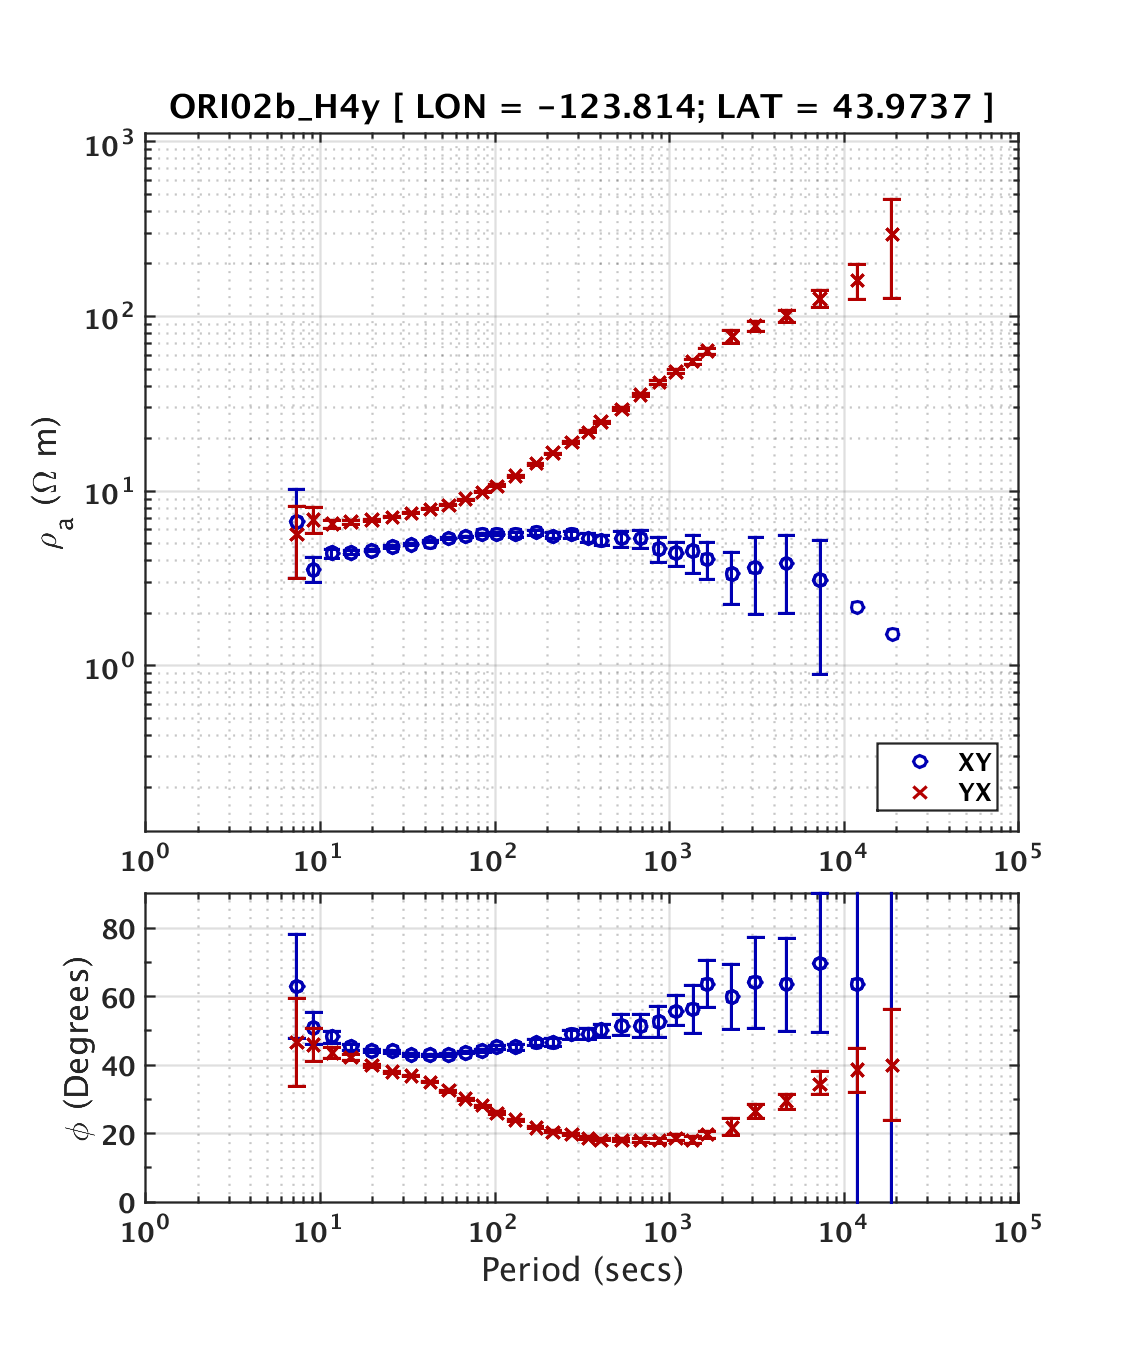 ORI02b_H4y [ LON = -123.814; LAT = 43.9737 ]
10³
10²
10¹
10⁰
ρₐ (Ω m)
XY
YX
10⁰ 10¹ 10² 10³ 10⁴ 10⁵
80
60
40
20
0
ϕ (Degrees)
10⁰ 10¹ 10² 10³ 10⁴ 10⁵
Period (secs)